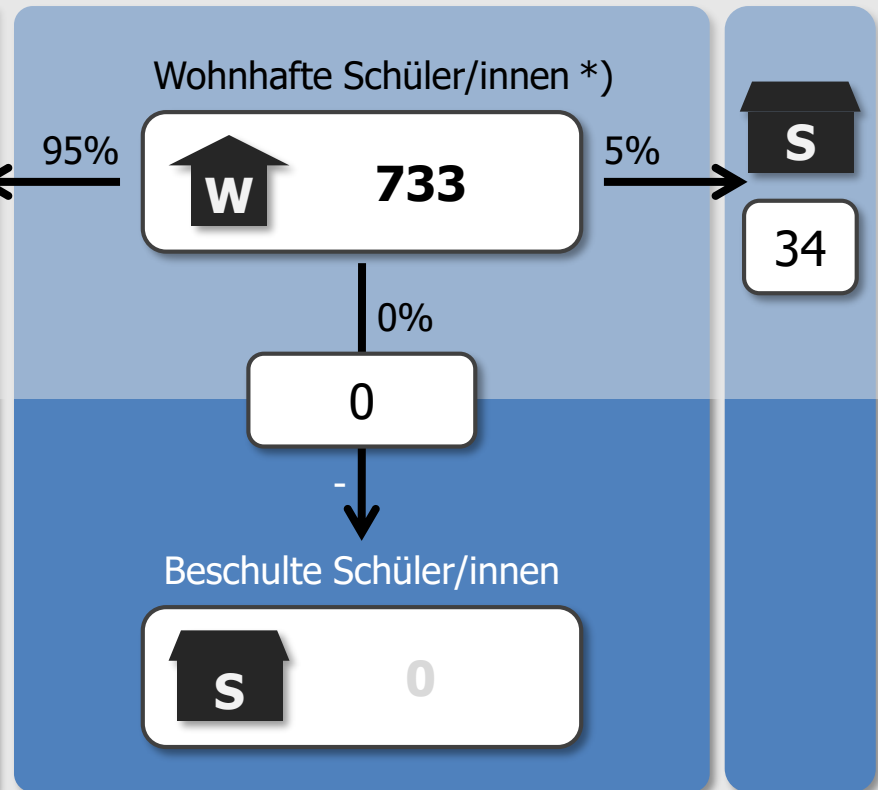 Wohnhafte Schüler/innen *)
95%
W
733
5%
S
34
0%
0
-
Beschulte Schüler/innen
S
0